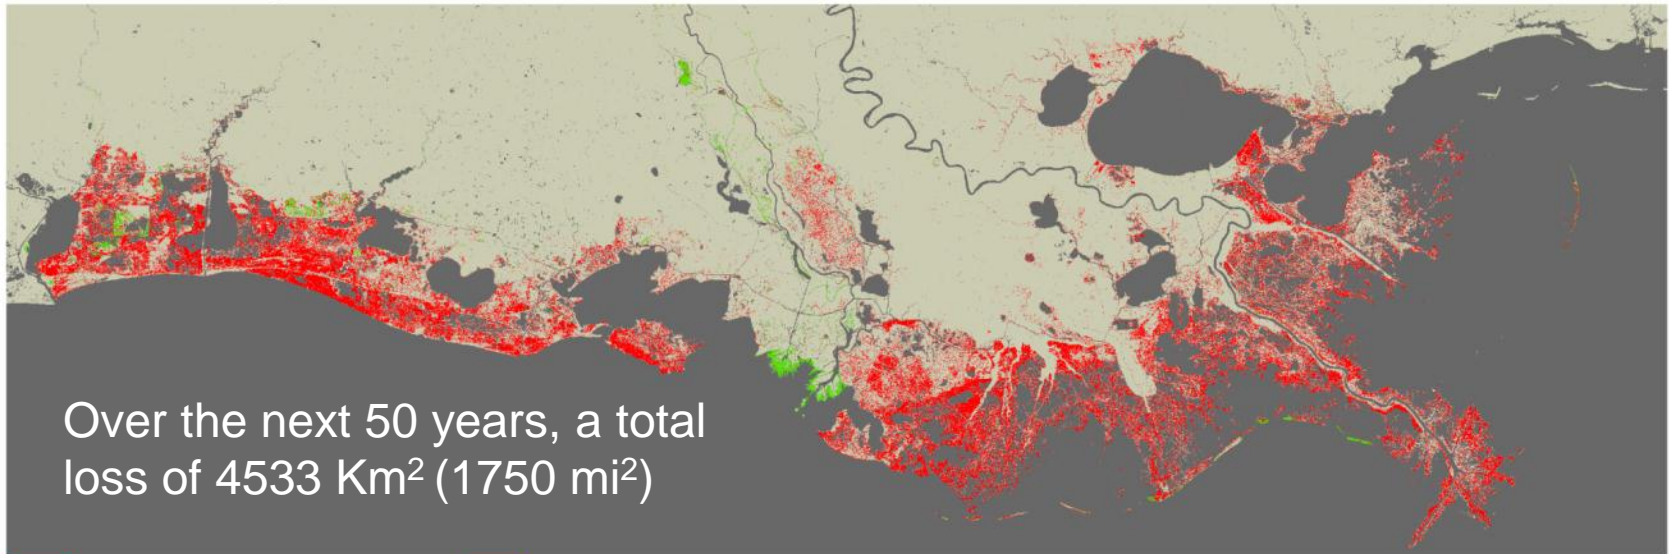 Over the next 50 years, a total
loss of 4533 Km² (1750 mi²)